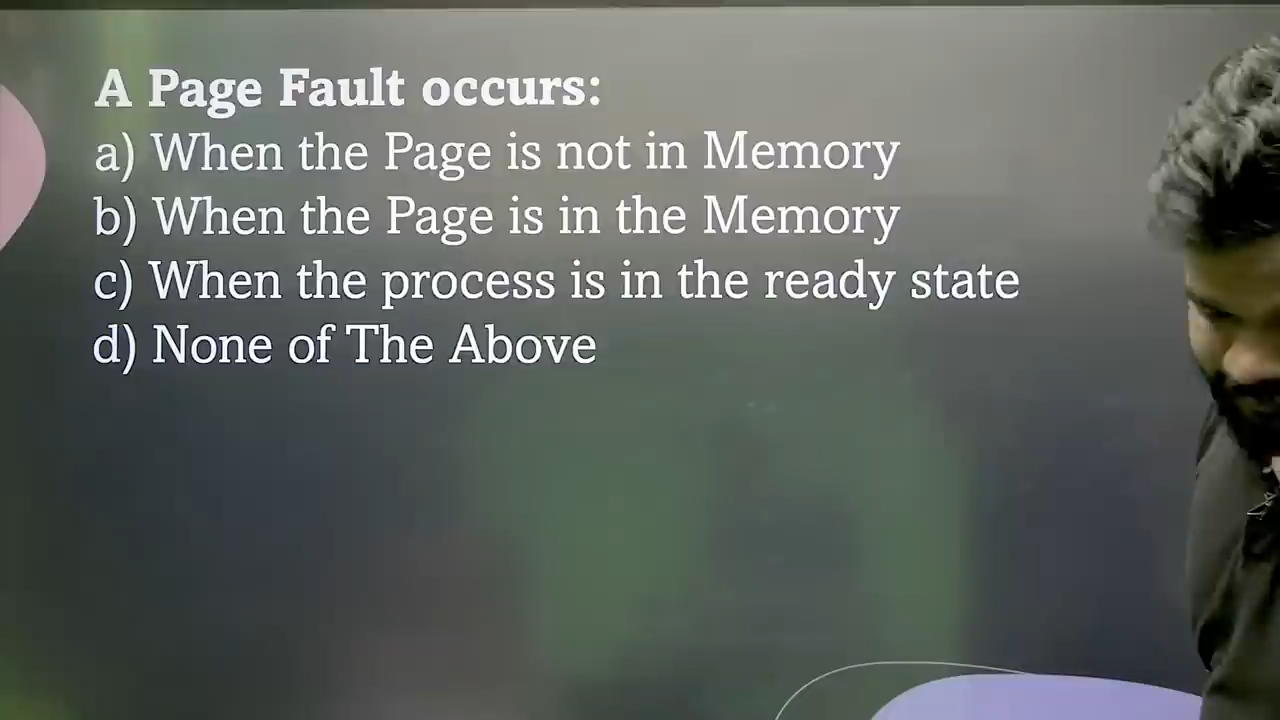 A Page Fault occurs:
a) When the Page is not in Memory
b) When the Page is in the Memory
c) When the process is in the ready state
d) None of The Above